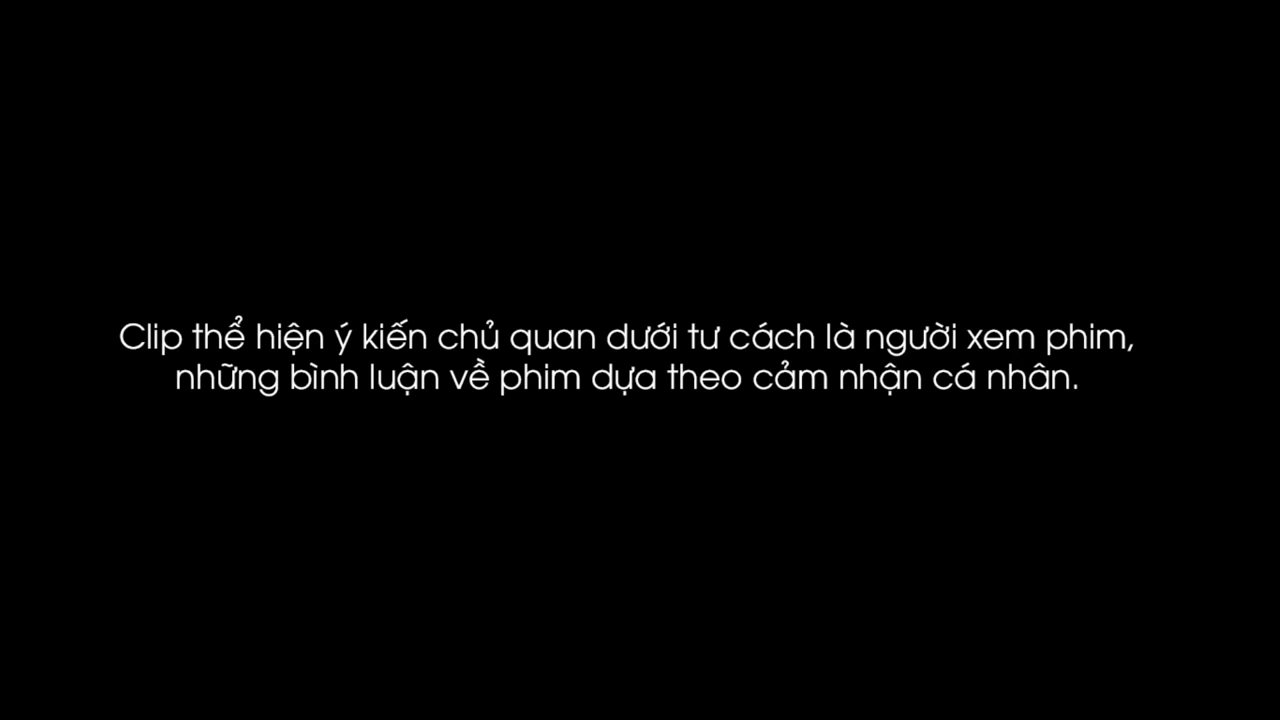 Clip thể hiện ý kiến chủ quan dưới tư cách là người xem phim,
những bình luận về phim dựa theo cảm nhận cá nhân.